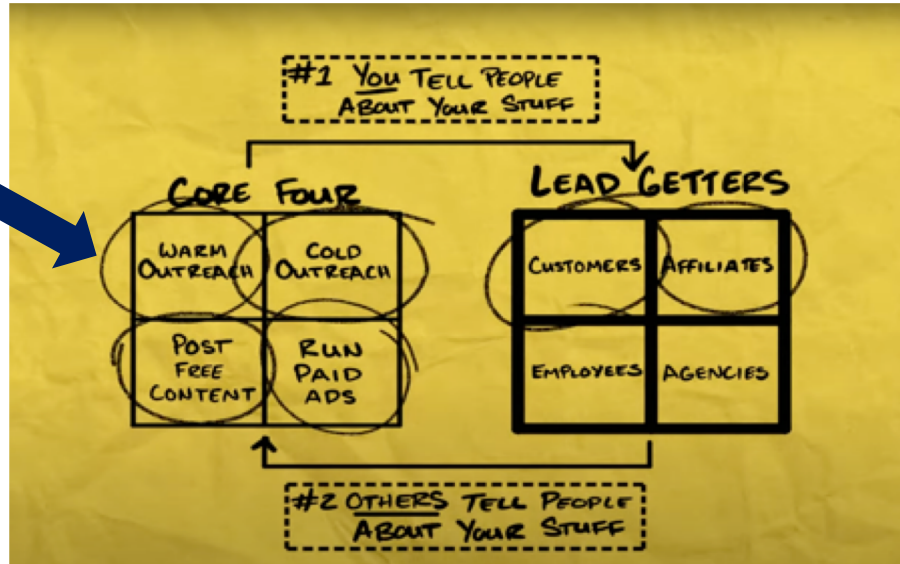 #1 YOU TELL PEOPLE
ABOUT YOUR STUFF
CORE FOUR
WARM
OUTREACH
COLD
OUTREACH
POST
FREE
CONTENT
RUN
PAID
ADS
LEAD GETTERS
CUSTOMERS
AFFILIATES
EMPLOYEES
AGENCIES
#2 OTHERS TELL PEOPLE
ABOUT YOUR STUFF